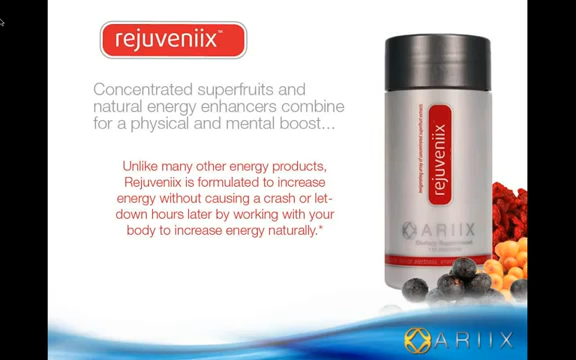 rejuveniix™
Concentrated superfruits and
natural energy enhancers combine
for a physical and mental boost...
Unlike many other energy products,
Rejuveniix is formulated to increase
energy without causing a crash or let-
down hours later by working with your
body to increase energy naturally.*
rejuveniix
ARIIX
Dietary Supplement
ARIIX